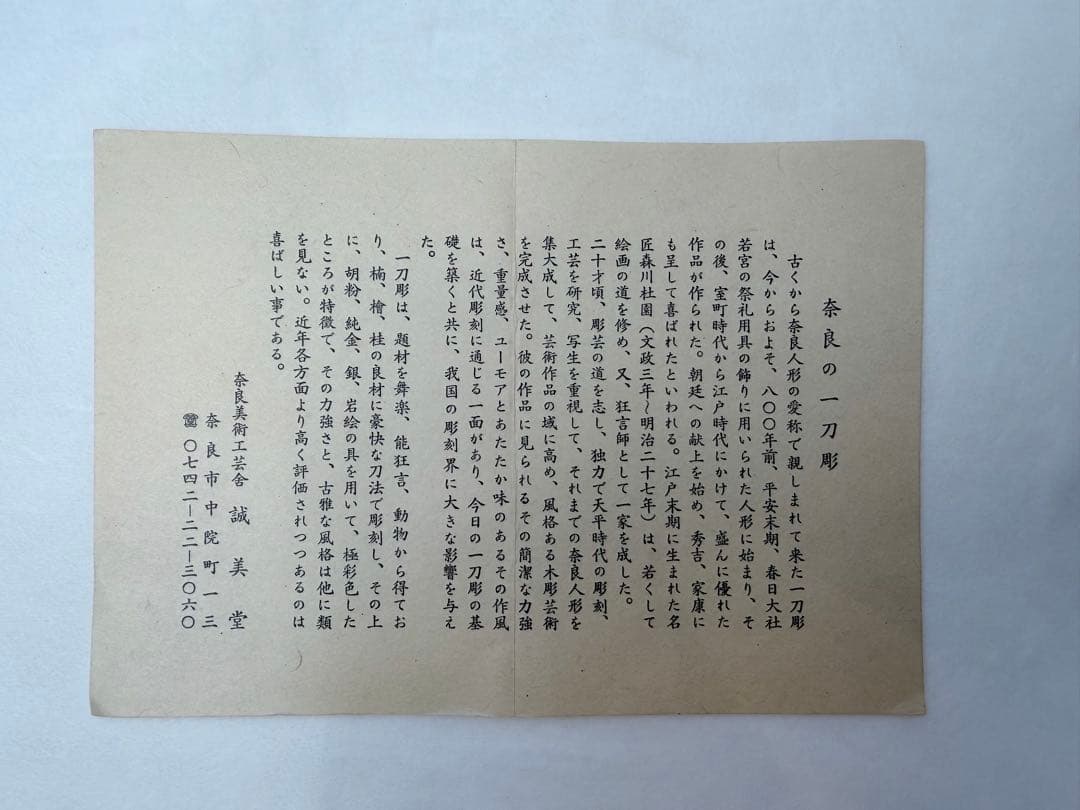 奈良の一刀彫
古くから奈良人形の愛称で親しまれて来た一刀彫
は、今からおよそ、八〇〇年前、平安末期、春日大社
若宮の祭礼用具の飾りに用いられた人形に始まり、そ
の後、室町時代から江戸時代にかけて、盛んに優れた
作品が作られた。朝廷への献上を始め、秀吉、家康に
も呈して喜ばれたといわれる。江戸末期に生まれた名
匠森川杜園(文政三年〜明治二十七年)は、若くして
絵画の道を修め、又、狂言師として一家を成した。
二十才頃、彫芸の道を志し、独力で天平時代の彫刻、
工芸を研究、写生を重視して、それまでの奈良人形を
集大成して、芸術作品の域に高め、風格ある木彫芸術
を完成させた。彼の作品に見られるその簡潔な力強
さ、重量感、ユーモアとあたたか味のあるその作風
は、近代彫刻に通じる一面があり、今日の一刀彫の基
礎を築くと共に、我国の彫刻界に大きな影響を与え
た。
一刀彫は、題材を舞楽、能狂言、動物から得てお
り、楠、檜、桂の良材に豪快な刀法で彫刻し、その上
に、胡粉、純金、銀、岩絵の具を用いて、極彩色した
ところが特徴で、その力強さと、古雅な風格は他に類
を見ない。近年各方面より高く評価されつつあるのは
喜ばしい事である。
奈良美術工芸舎 誠美堂
奈良市中院町一三
☎〇七四二—二二—三〇六〇